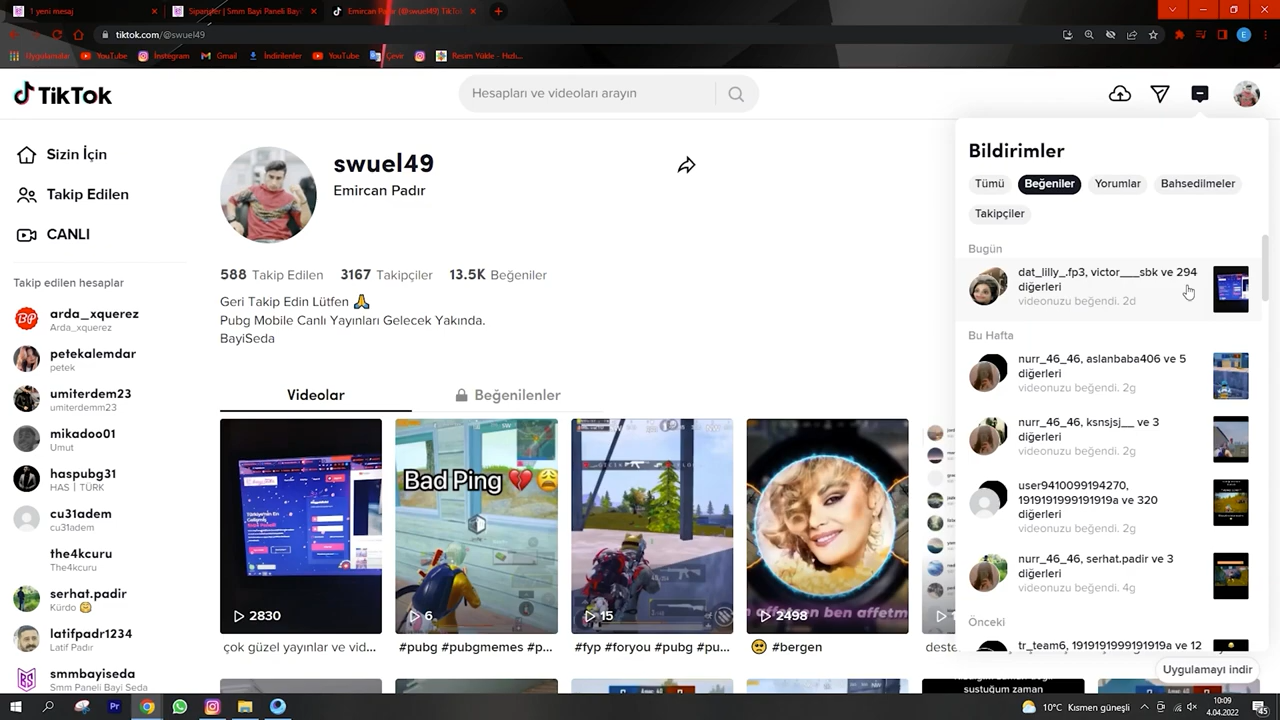 1 yeni mesaj
Siparişler | Smm Bayi Paneli Bayi
Emircan Padır (@swuel49) TikTok
tiktok.com/@swuel49
E
Uygulamalar
YouTube
İnstegram
Gmail
İndirilenler
YouTube
Çevir
Resim Yükle - Hızlı...
TikTok
Hesapları ve videoları arayın
Sizin İçin
Takip Edilen
CANLI
Takip edilen hesaplar
arda_xquerez
Arda_xquerez
petekalemdar
petek
umiterdem23
umiterdemm23
mikadoo01
Umut
haspubg31
HAS | TÜRK
cu31adem
cu31adem
the4kcuru
The4kcuru
serhat.padir
Kürdo 😊
latifpadr1234
Latif Padır
smmbayiseda
Smm Paneli Bayi Seda
swuel49
Emircan Padır
588 Takip Edilen 3167 Takipçiler 13.5K Beğeniler
Geri Takip Edin Lütfen 🙏
Pubg Mobile Canlı Yayınları Gelecek Yakında.
BayiSeda
Videolar
Beğenilenler
Bad Ping 💔😩
2830
6
15
2498
çok güzel yayınlar ve vid...
#pubg #pubgmemes #p...
#fyp #foryou #pubg #pu...
#bergen
deste
sustuğum zaman
Bildirimler
Tümü
Beğeniler
Yorumlar
Bahsedilmeler
Takipçiler
Bugün
dat_lilly_.fp3, victor___sbk ve 294
diğerleri
videonuzu beğendi. 2d
Bu Hafta
nurr_46_46, aslanbaba406 ve 5
diğerleri
videonuzu beğendi. 2g
nurr_46_46, ksnsjsj__ ve 3
diğerleri
videonuzu beğendi. 2g
user9410099194270,
1919191999191919a ve 320
diğerleri
videonuzu beğendi. 2g
nurr_46_46, serhat.padir ve 3
diğerleri
videonuzu beğendi. 4g
Önceki
tr_team6, 1919191999191919a ve 12
Uygulamayı indir
10°C Kısmen güneşli
10:09
4.04.2022
45